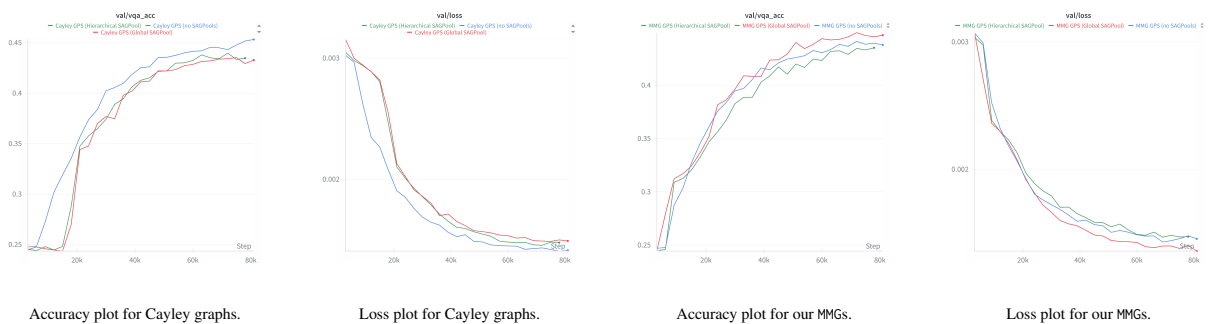 val/vqa_acc
Cayley GPS (Hierarchical SAGPool) Cayley GPS (no SAGPools)
Cayley GPS (Global SAGPool)
0.45
0.4
0.35
0.3
0.25
Step
20k 40k 60k 80k
Accuracy plot for Cayley graphs.
val/loss
Cayley GPS (Hierarchical SAGPool) Cayley GPS (no SAGPools)
Cayley GPS (Global SAGPool)
0.003
0.002
Step
20k 40k 60k 80k
Loss plot for Cayley graphs.
val/vqa_acc
MMG GPS (Hierarchical SAGPool) MMG GPS (Global SAGPool) MMG GPS (no SAGPools)
0.4
0.35
0.3
0.25
Step
20k 40k 60k 80k
Accuracy plot for our MMGs.
val/loss
MMG GPS (Hierarchical SAGPool) MMG GPS (Global SAGPool) MMG GPS (no SAGPools)
0.003
0.002
Step
20k 40k 60k 80k
Loss plot for our MMGs.